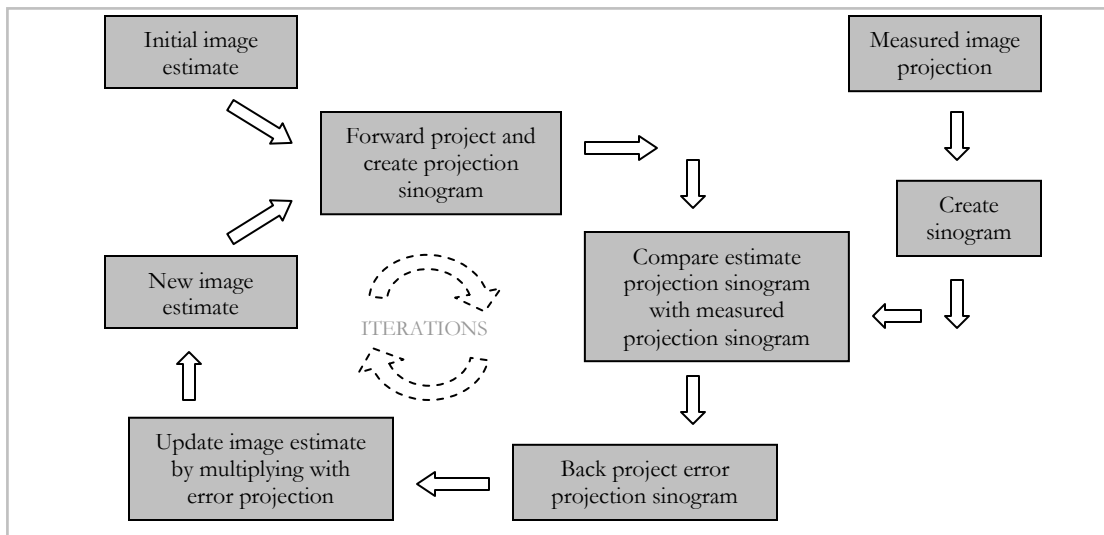 Initial image
estimate
Measured image
projection
Forward project and
create projection
sinogram
Create
sinogram
New image
estimate
Compare estimate
projection sinogram
with measured
projection sinogram
ITERATIONS
Update image estimate
by multiplying with
error projection
Back project error
projection sinogram